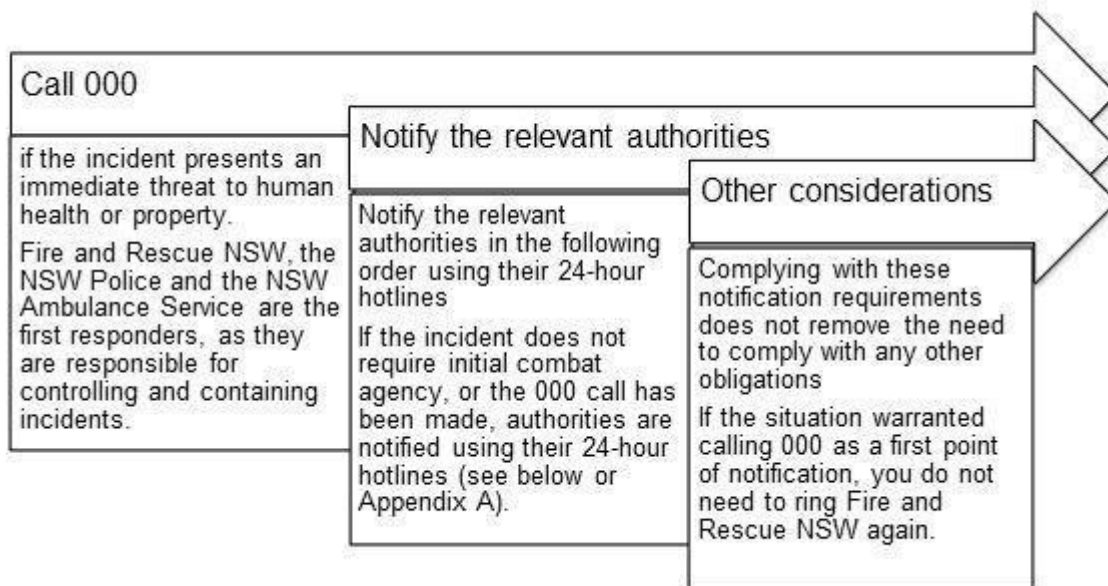 Call 000
if the incident presents an
immediate threat to human
health or property.
Fire and Rescue NSW, the
NSW Police and the NSW
Ambulance Service are the
first responders, as they
are responsible for
controlling and containing
incidents.
Notify the relevant authorities
Notify the relevant
authorities in the following
order using their 24-hour
hotlines
If the incident does not
require initial combat
agency, or the 000 call has
been made, authorities are
notified using their 24-hour
hotlines (see below or
Appendix A).
Other considerations
Complying with these
notification requirements
does not remove the need
to comply with any other
obligations
If the situation warranted
calling 000 as a first point
of notification, you do not
need to ring Fire and
Rescue NSW again.